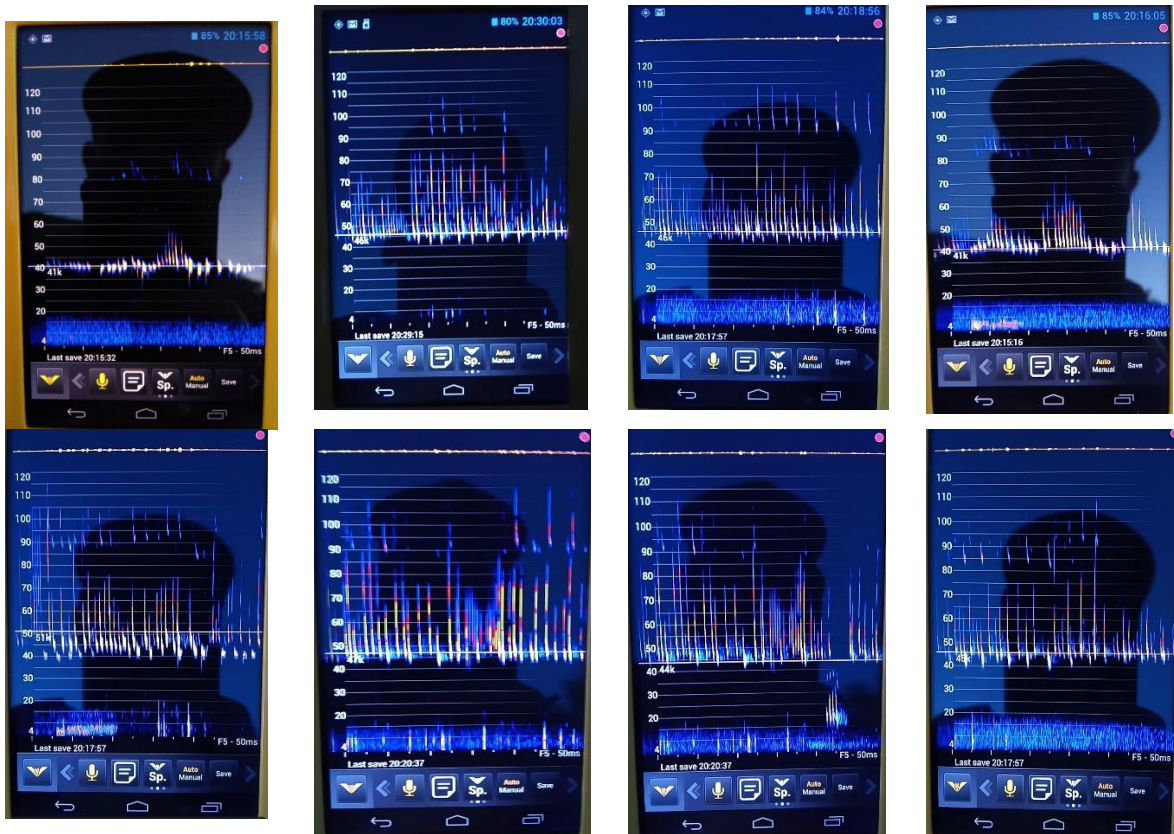 85% 20:15:58
120
110
100
90
80
70
60
50
40
41k
30
20
4
F5 - 50ms
Last save 20:15:32
Sp.
Auto
Manual
Save
80% 20:30:03
120
110
100
90
80
70
60
50
46k
40
30
20
4
F5 - 50ms
Last save 20:29:15
Sp.
Auto
Manual
Save
84% 20:18:56
120
110
100
90
80
70
60
50
46k
40
30
20
4
F5 - 50ms
Last save 20:17:57
Sp.
Auto
Manual
Save
85% 20:16:05
120
110
100
90
80
70
60
50
40
41k
30
20
4
F5 - 50ms
Last save 20:15:16
Sp.
Auto
Manual
Save
120
110
100
90
80
70
60
50
51k
40
30
20
4
F5 - 50ms
Last save 20:17:57
Sp.
Auto
Manual
Save
120
110
100
90
80
70
60
50
47k
40
30
20
4
F5 - 50ms
Last save 20:20:37
Sp.
Auto
Manual
Save
120
110
100
90
80
70
60
50
44k
40
30
20
4
F5 - 50ms
Last save 20:20:37
Sp.
Auto
Manual
Save
120
110
100
90
80
70
60
50
40
30
20
4
F5 - 50ms
Last save 20:17:57
Sp.
Auto
Manual
Save